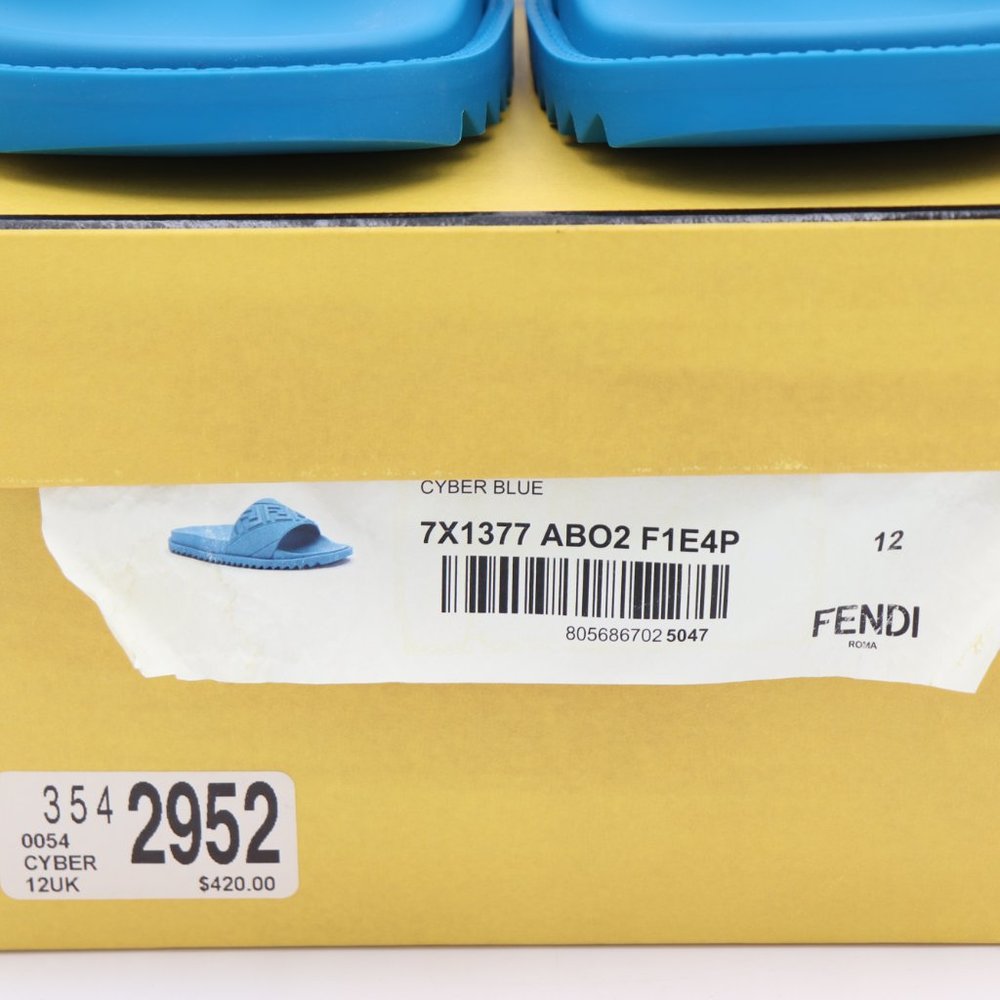 CYBER BLUE
7X1377 ABO2 F1E4P
12
805686702 5047
FENDI
ROMA
354 2952
0054
CYBER
12UK $420.00